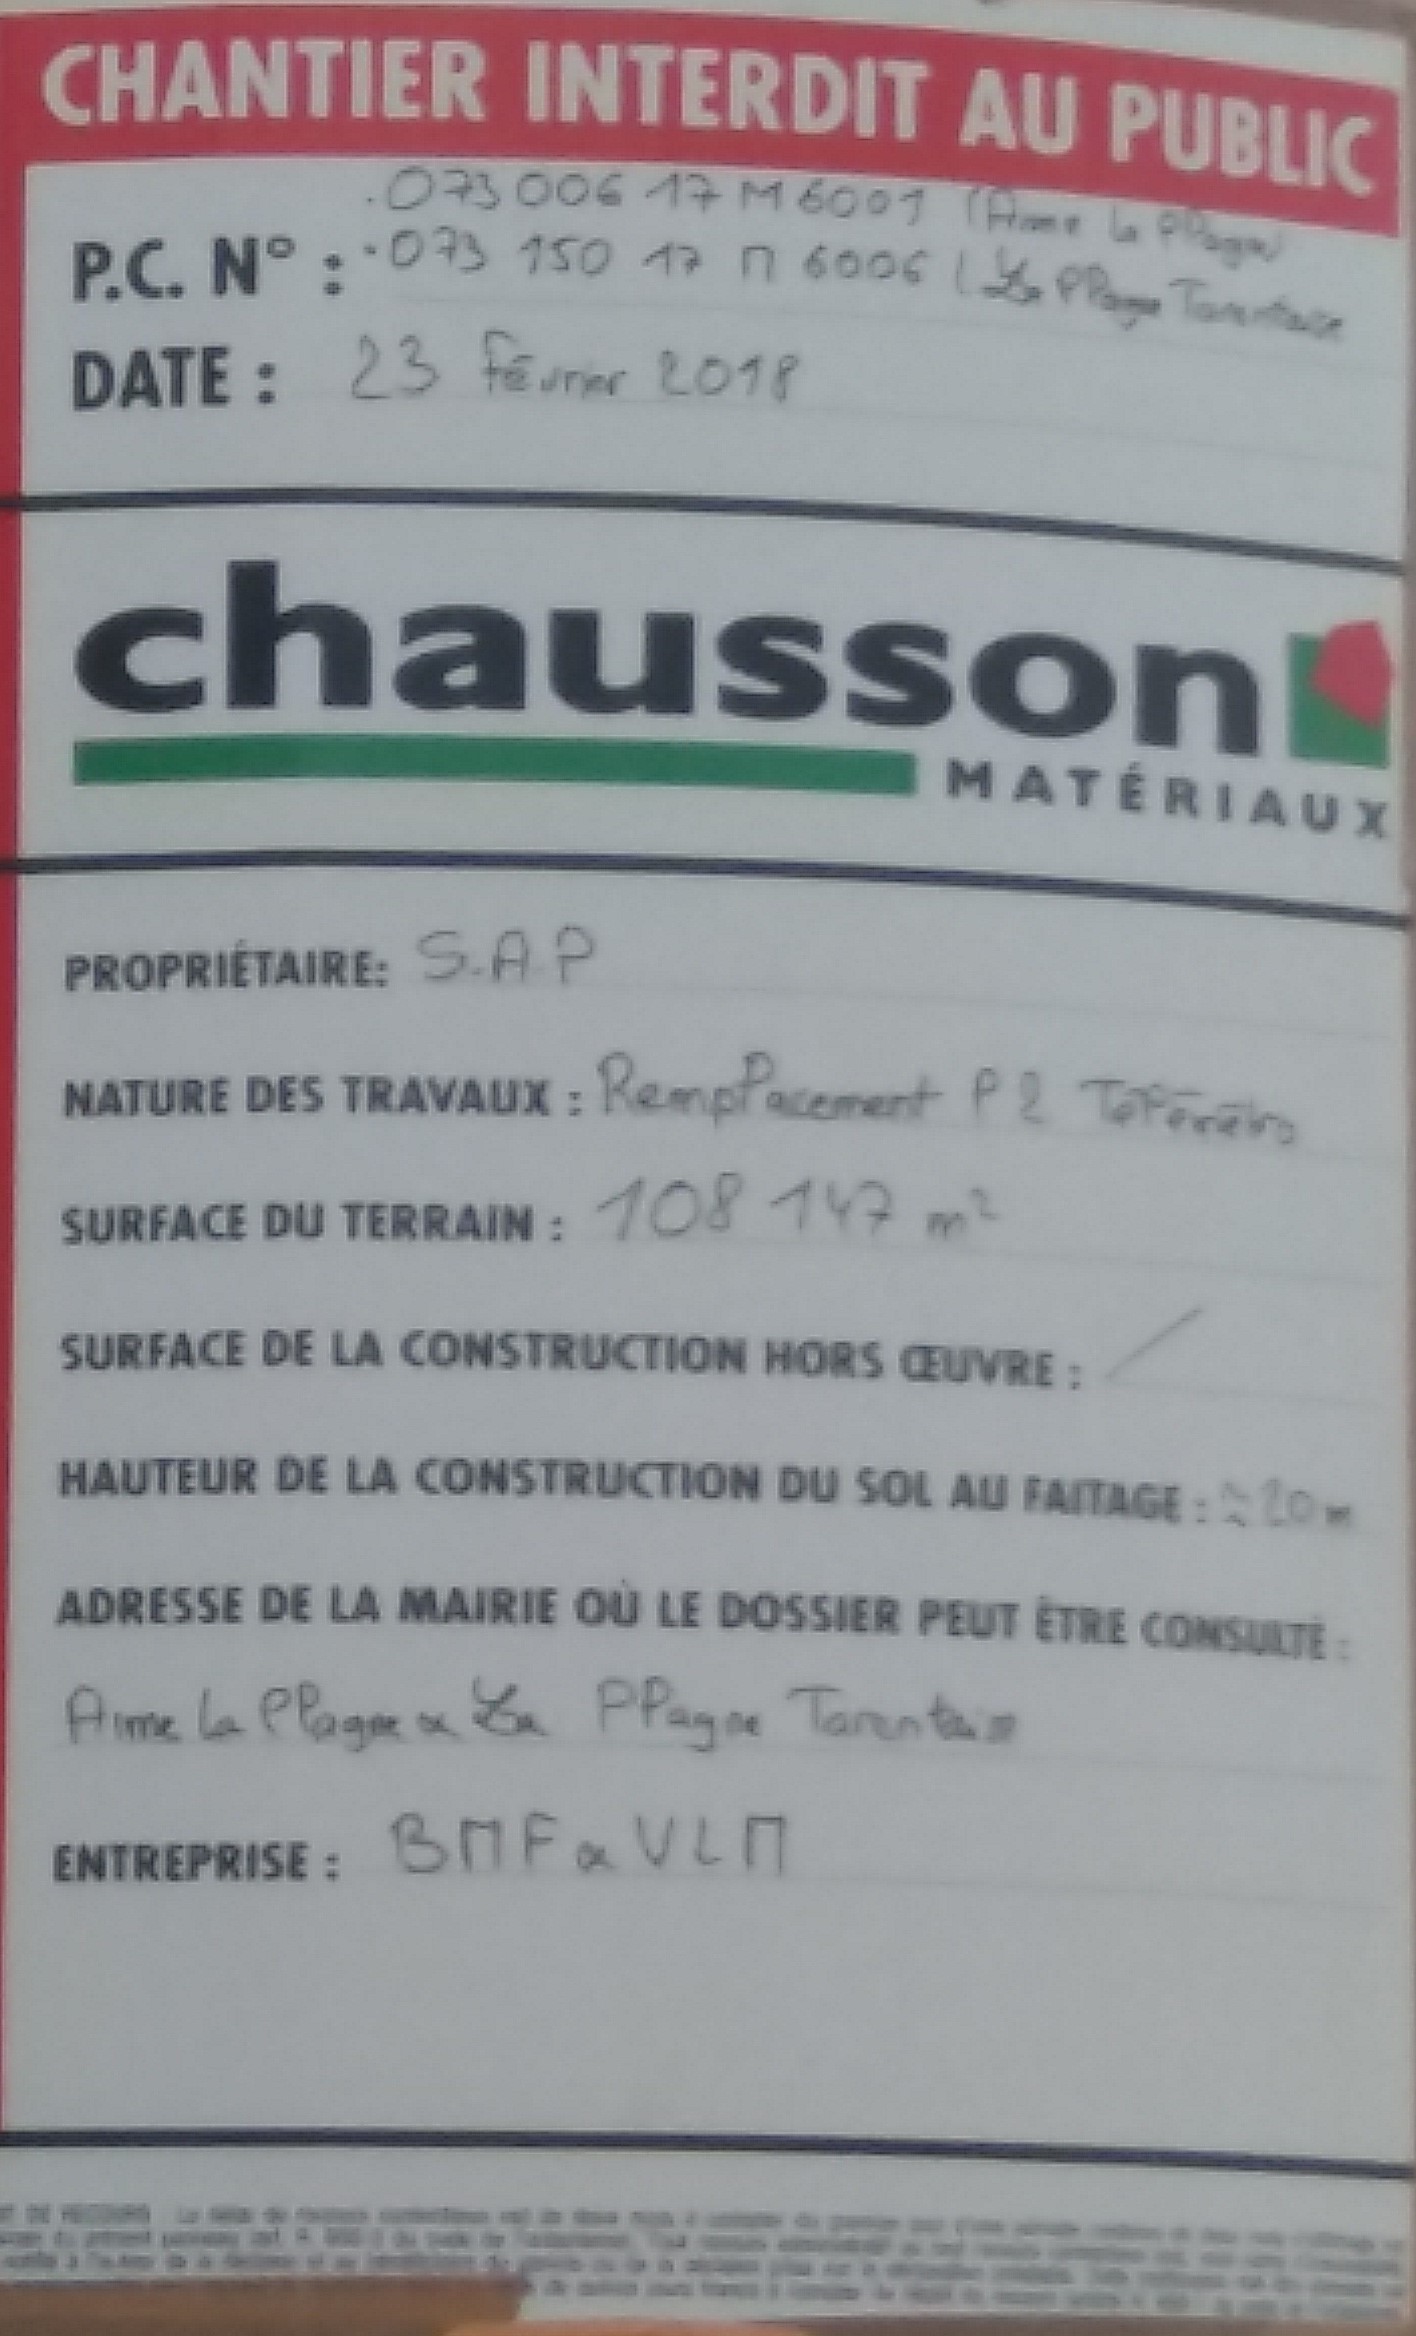 CHANTIER INTERDIT AU PUBLIC
.073 006 17 M 6001 (Aime la Plagne)
P.C. N° : .073 150 17 M 6006 (La Plagne Tarentaise
DATE : 23 février 2018
chausson
MATÉRIAUX
PROPRIÉTAIRE: S.A.P
NATURE DES TRAVAUX : Remplacement P2 Télémétro
SURFACE DU TERRAIN : 108 147 m²
SURFACE DE LA CONSTRUCTION HORS ŒUVRE : /
HAUTEUR DE LA CONSTRUCTION DU SOL AU FAITAGE : ≈ 20 m
ADRESSE DE LA MAIRIE OÙ LE DOSSIER PEUT ÊTRE CONSULTÉ :
Aime La Plagne & La Plagne Tarentaise
ENTREPRISE : BMF & VLM